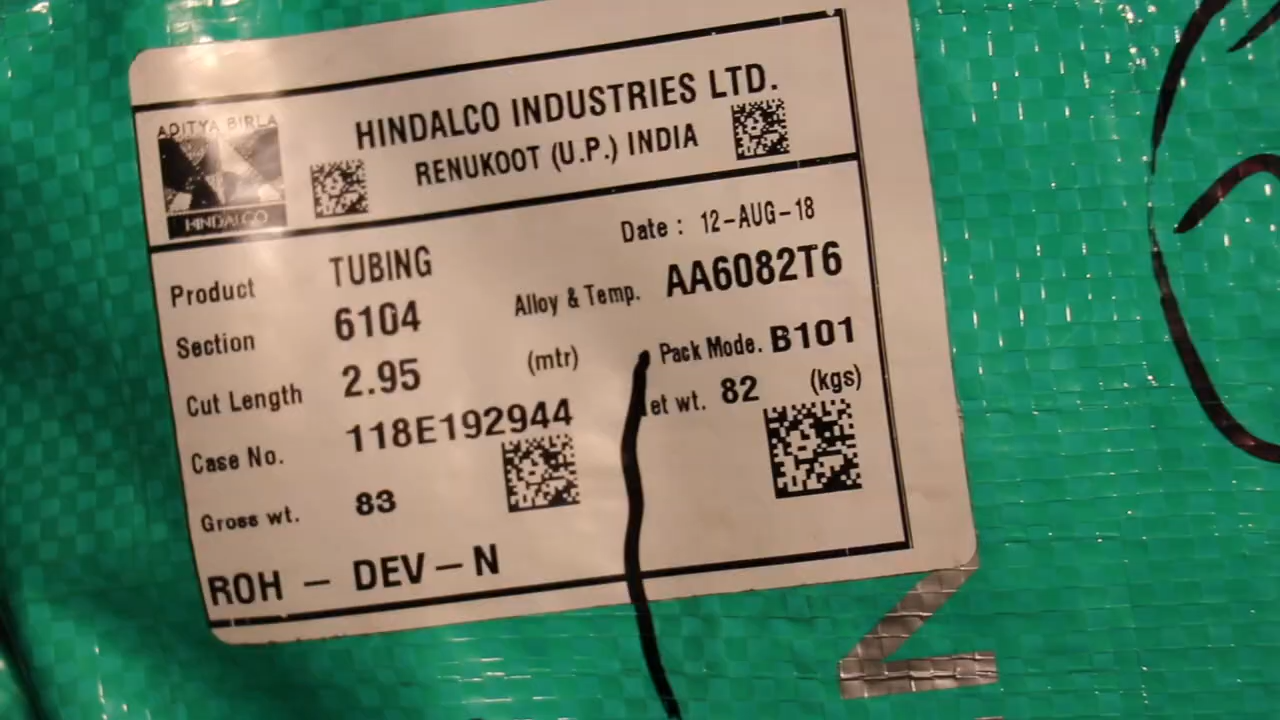 ADITYA BIRLA
HINDALCO
HINDALCO INDUSTRIES LTD.
RENUKOOT (U.P.) INDIA
Date : 12-AUG-18
Product TUBING
Alloy & Temp. AA6082T6
Section 6104
Cut Length 2.95 (mtr)
Pack Mode. B101
Case No. 118E192944
et wt. 82 (kgs)
Gross wt. 83
ROH - DEV - N